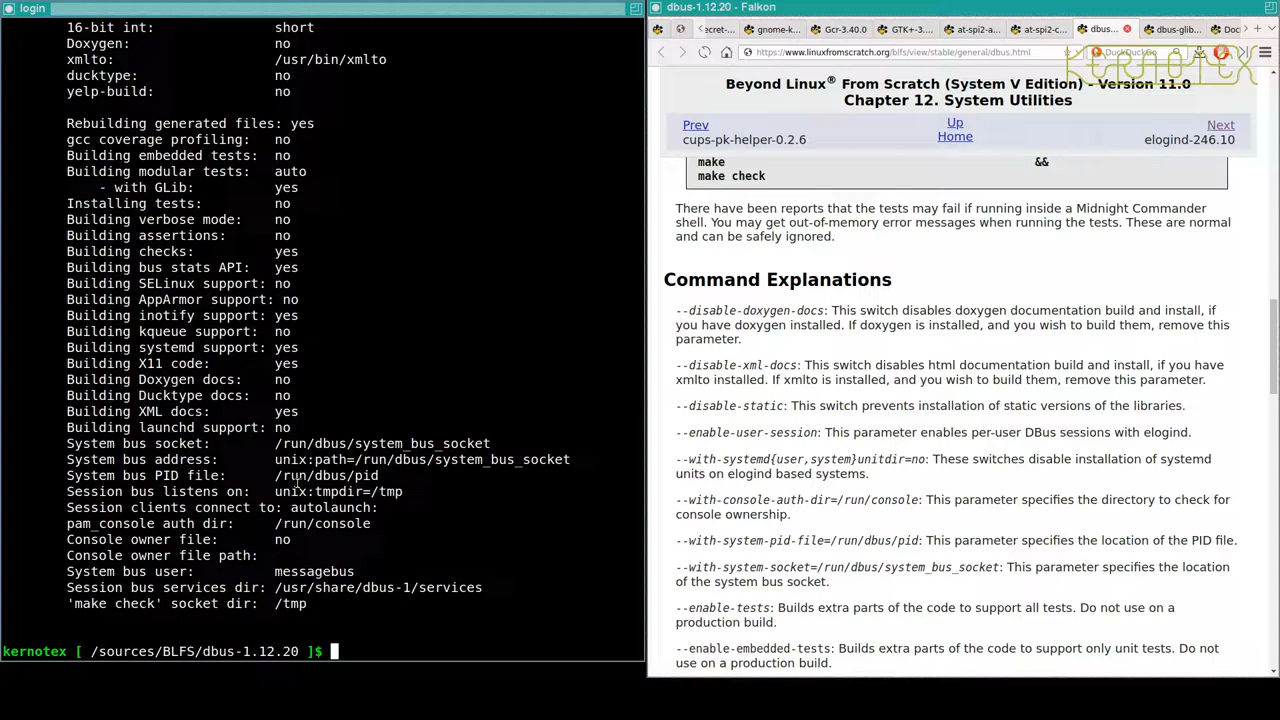 login
16-bit int: short
Doxygen: no
xmlto: /usr/bin/xmlto
ducktype: no
yelp-build: no
Rebuilding generated files: yes
gcc coverage profiling: no
Building embedded tests: no
Building modular tests: auto
- with GLib: yes
Installing tests: no
Building verbose mode: no
Building assertions: no
Building checks: yes
Building bus stats API: yes
Building SELinux support: no
Building AppArmor support: no
Building inotify support: yes
Building kqueue support: no
Building systemd support: yes
Building X11 code: yes
Building Doxygen docs: no
Building Ducktype docs: no
Building XML docs: yes
Building launchd support: no
System bus socket: /run/dbus/system_bus_socket
System bus address: unix:path=/run/dbus/system_bus_socket
System bus PID file: /run/dbus/pid
Session bus listens on: unix:tmpdir=/tmp
Session clients connect to: autolaunch:
pam_console auth dir: /run/console
Console owner file: no
Console owner file path:
System bus user: messagebus
Session bus services dir: /usr/share/dbus-1/services
'make check' socket dir: /tmp
kernotex [ /sources/BLFS/dbus-1.12.20 ]$
dbus-1.12.20 - Falkon
ecret-... gnome-k... Gcr-3.40.0 GTK+-3... at-spi2-a... at-spi2-c... dbus... dbus-glib... Doc
https://www.linuxfromscratch.org/blfs/view/stable/general/dbus.html DuckDuckGo
KERNOTEX
Beyond Linux® From Scratch (System V Edition) - Version 11.0
Chapter 12. System Utilities
Prev Up Next
cups-pk-helper-0.2.6 Home elogind-246.10
make &&
make check
There have been reports that the tests may fail if running inside a Midnight Commander
shell. You may get out-of-memory error messages when running the tests. These are normal
and can be safely ignored.
Command Explanations
--disable-doxygen-docs: This switch disables doxygen documentation build and install, if
you have doxygen installed. If doxygen is installed, and you wish to build them, remove this
parameter.
--disable-xml-docs: This switch disables html documentation build and install, if you have
xmlto installed. If xmlto is installed, and you wish to build them, remove this parameter.
--disable-static: This switch prevents installation of static versions of the libraries.
--enable-user-session: This parameter enables per-user DBus sessions with elogind.
--with-systemd{user,system}unitdir=no: These switches disable installation of systemd
units on elogind based systems.
--with-console-auth-dir=/run/console: This parameter specifies the directory to check for
console ownership.
--with-system-pid-file=/run/dbus/pid: This parameter specifies the location of the PID file.
--with-system-socket=/run/dbus/system_bus_socket: This parameter specifies the location
of the system bus socket.
--enable-tests: Builds extra parts of the code to support all tests. Do not use on a
production build.
--enable-embedded-tests: Builds extra parts of the code to support only unit tests. Do not
use on a production build.